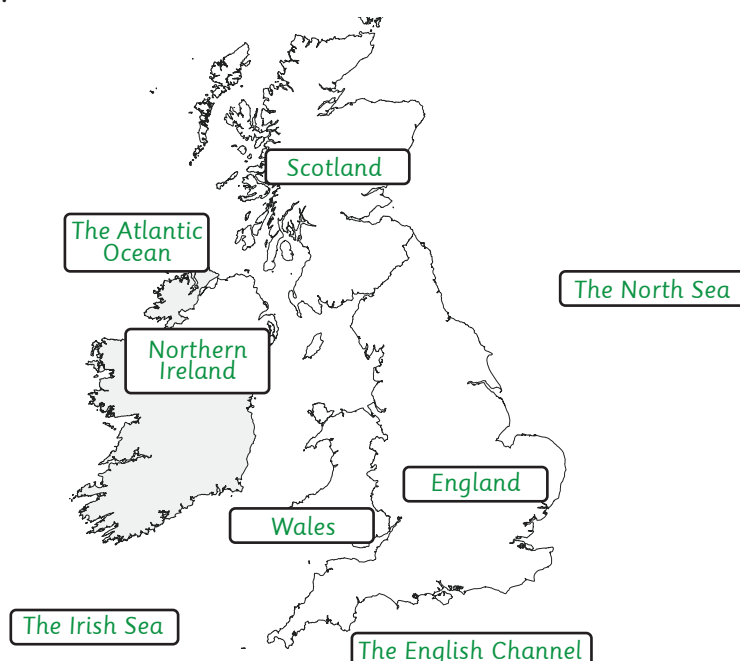 Scotland
The Atlantic
Ocean
The North Sea
Northern
Ireland
England
Wales
The Irish Sea
The English Channel